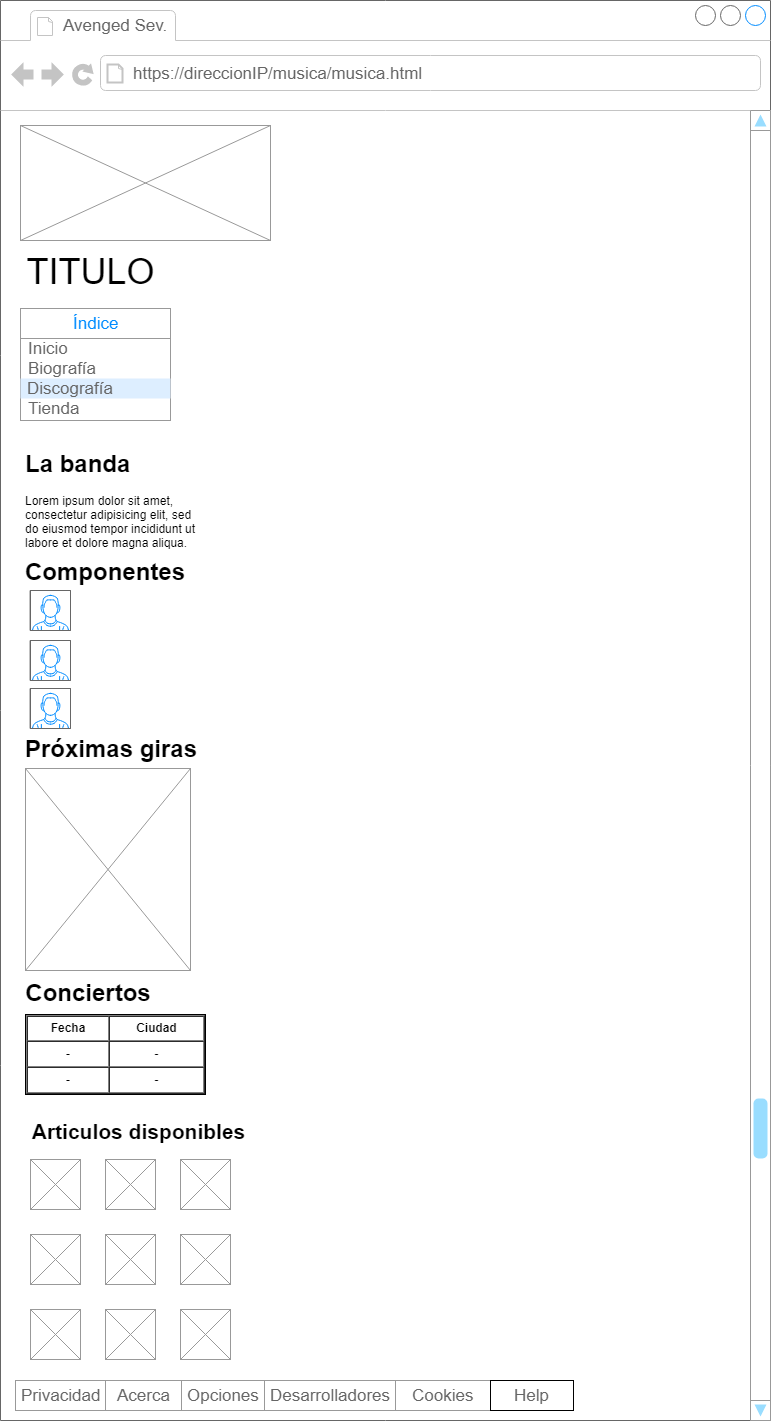 Avenged Sev.
https://direccionIP/musica/musica.html
TITULO
Índice
Inicio
Biografía
Discografía
Tienda
La banda
Lorem ipsum dolor sit amet,
consectetur adipisicing elit, sed
do eiusmod tempor incididunt ut
labore et dolore magna aliqua.
Componentes
Próximas giras
Conciertos
Fecha Ciudad
- -
- -
Articulos disponibles
Privacidad Acerca Opciones Desarrolladores Cookies Help